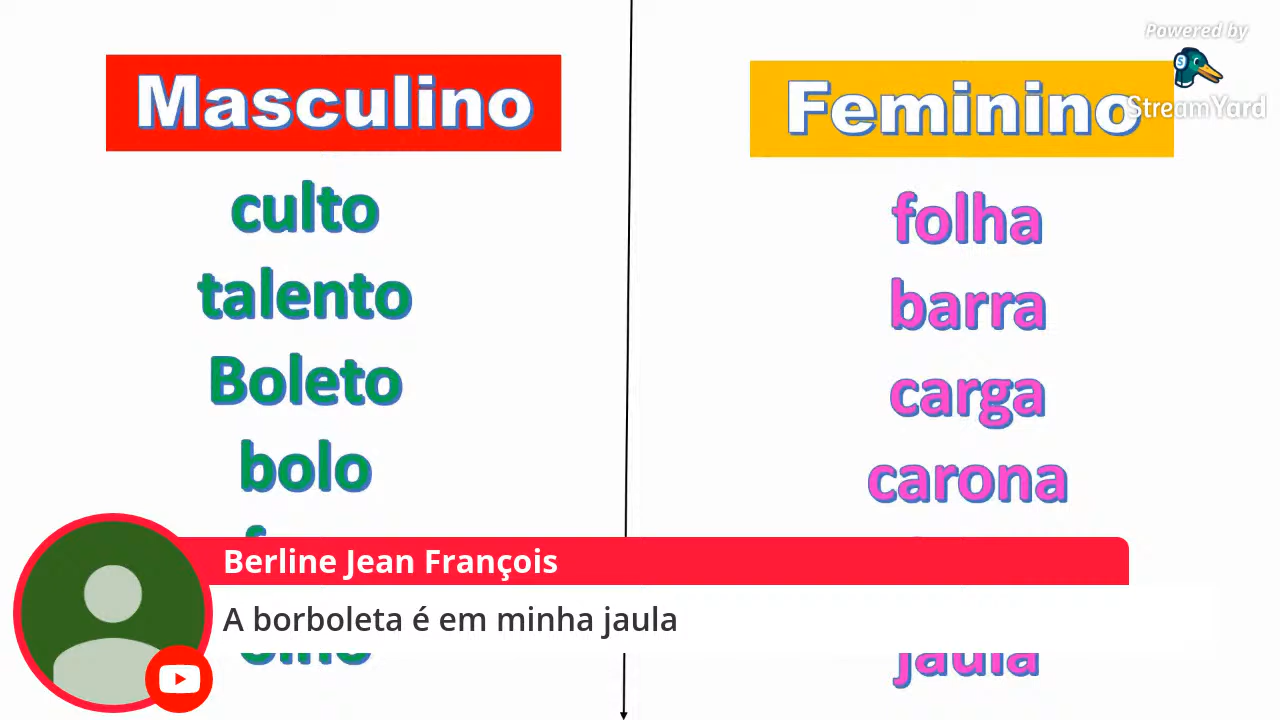 Powered by
StreamYard
Masculino
Feminino
culto
talento
Boleto
bolo
folha
barra
carga
carona
jaula
Berline Jean François
A borboleta é em minha jaula